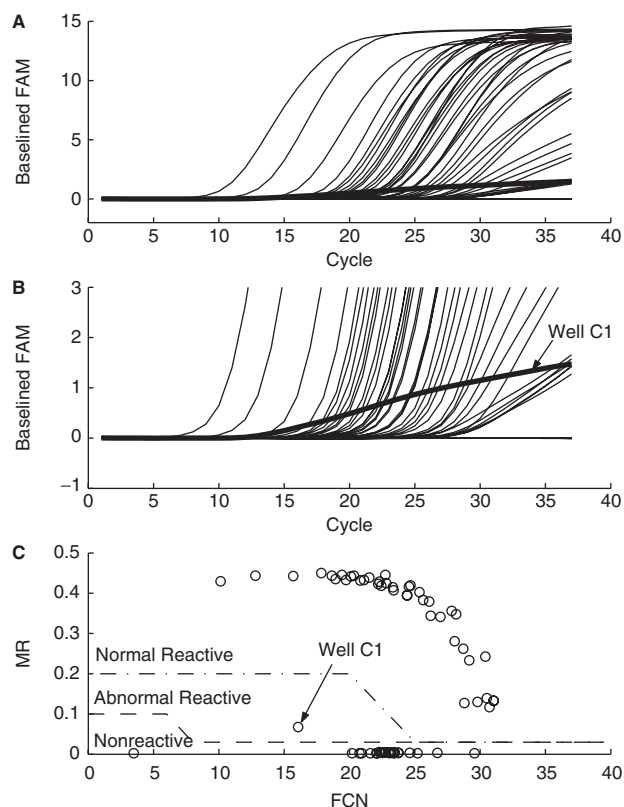 A
15
10
5
0
Baselined FAM
0 5 10 15 20 25 30 35 40
Cycle
B
3
2
1
0
−1
Baselined FAM
Well C1
0 5 10 15 20 25 30 35 40
Cycle
C
0.5
0.4
0.3
0.2
0.1
0
MR
Normal Reactive
Well C1
Abnormal Reactive
Nonreactive
0 5 10 15 20 25 30 35 40
FCN